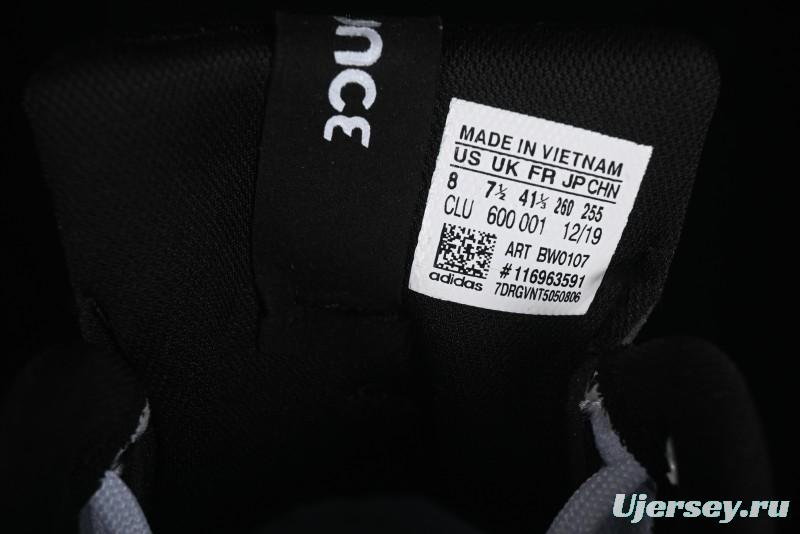 UNCE
MADE IN VIETNAM
US UK FR JP CHN
8 7½ 41⅓ 260 255
CLU 600 001 12/19
ART BW0107
#116963591
adidas 7DRGVNT5050806
Ujersey.ru